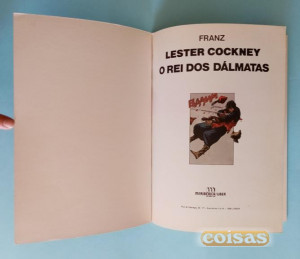 FRANZ
LESTER COCKNEY
O REI DOS DÁLMATAS
MERIBÉRICA/LIBER
coisas